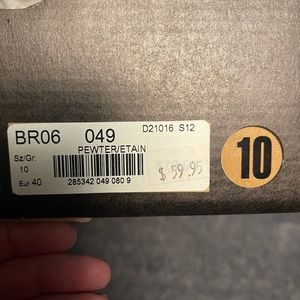 BR06 049 D21016 S12
PEWTER/ETAIN
Sz/Gr:
10
Eur 40
285342 049 080 9
$ 59.95
10